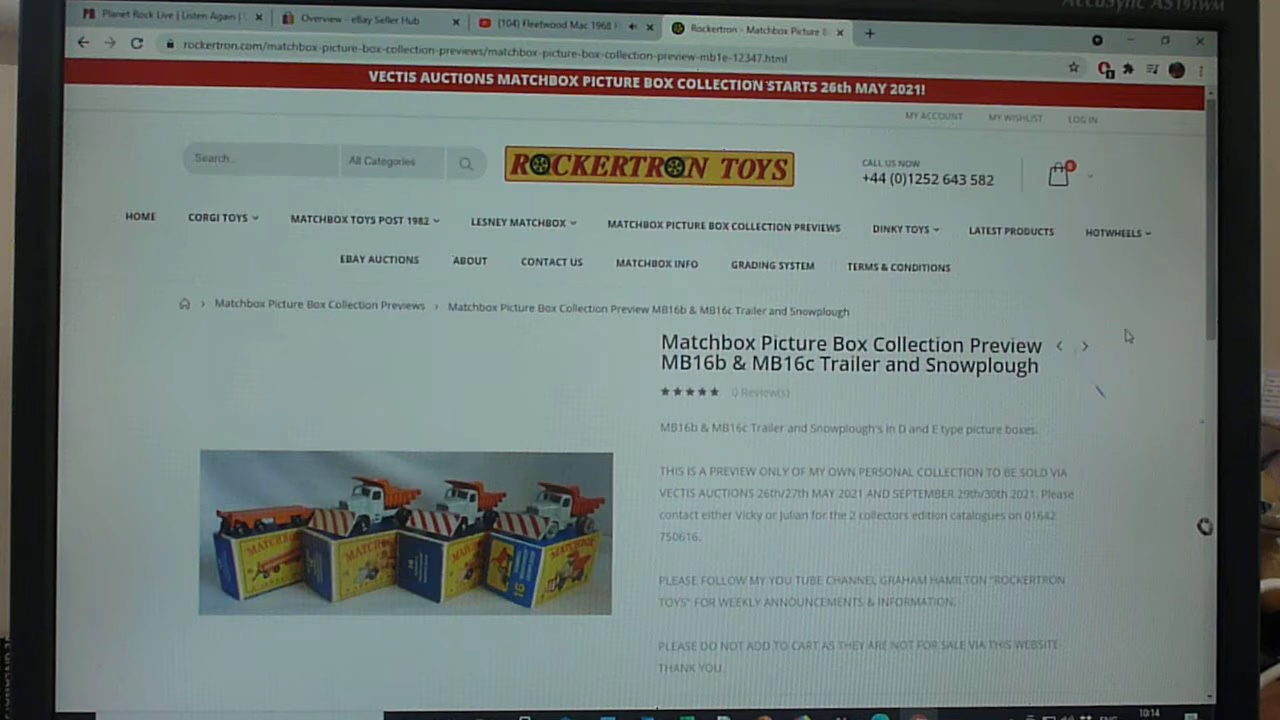 AccuSync AS191WM
Planet Rock Live | Listen Again |
Overview - eBay Seller Hub
(104) Fleetwood Mac 1968
Rockertron - Matchbox Picture B
rockertron.com/matchbox-picture-box-collection-previews/matchbox-picture-box-collection-preview-mb1e-12347.html
VECTIS AUCTIONS MATCHBOX PICTURE BOX COLLECTION STARTS 26th MAY 2021!
MY ACCOUNT MY WISHLIST LOG IN
Search... All Categories
ROCKERTRON TOYS
CALL US NOW
+44 (0)1252 643 582
0
HOME CORGI TOYS MATCHBOX TOYS POST 1982 LESNEY MATCHBOX MATCHBOX PICTURE BOX COLLECTION PREVIEWS DINKY TOYS LATEST PRODUCTS HOTWHEELS
EBAY AUCTIONS ABOUT CONTACT US MATCHBOX INFO GRADING SYSTEM TERMS & CONDITIONS
Matchbox Picture Box Collection Previews Matchbox Picture Box Collection Preview MB16b & MB16c Trailer and Snowplough
Matchbox Picture Box Collection Preview
MB16b & MB16c Trailer and Snowplough
0 Review(s)
MB16b & MB16c Trailer and Snowplough's in D and E type picture boxes.
THIS IS A PREVIEW ONLY OF MY OWN PERSONAL COLLECTION TO BE SOLD VIA
VECTIS AUCTIONS 26th/27th MAY 2021 AND SEPTEMBER 29th/30th 2021. Please
contact either Vicky or Julian for the 2 collectors edition catalogues on 01642
750616.
PLEASE FOLLOW MY YOU TUBE CHANNEL GRAHAM HAMILTON "ROCKERTRON
TOYS" FOR WEEKLY ANNOUNCEMENTS & INFORMATION.
PLEASE DO NOT ADD TO CART AS THEY ARE NOT FOR SALE VIA THIS WEBSITE
THANK YOU.
MATCHBOX
MATCHBOX
MATCHBOX
MATCHBOX
16
10:14